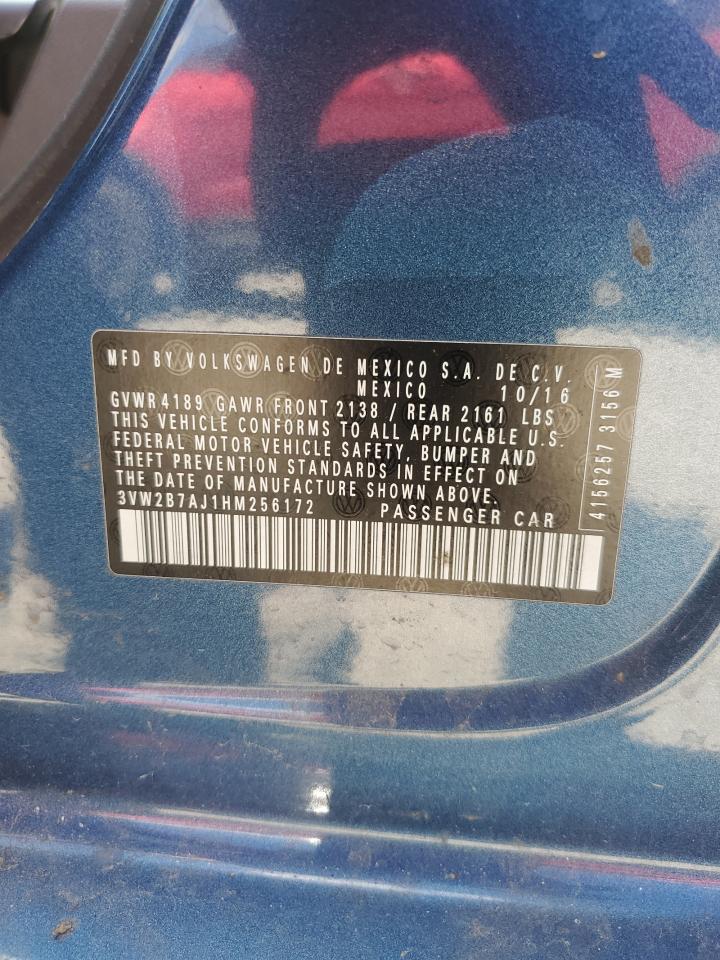 MFD BY VOLKSWAGEN DE MEXICO S.A. DE C.V.
MEXICO 10/16
GVWR 4189 GAWR FRONT 2138 / REAR 2161 LBS
THIS VEHICLE CONFORMS TO ALL APPLICABLE U.S.
FEDERAL MOTOR VEHICLE SAFETY, BUMPER AND
THEFT PREVENTION STANDARDS IN EFFECT ON
THE DATE OF MANUFACTURE SHOWN ABOVE.
3VW2B7AJ1HM256172 PASSENGER CAR
4156257 3156 M